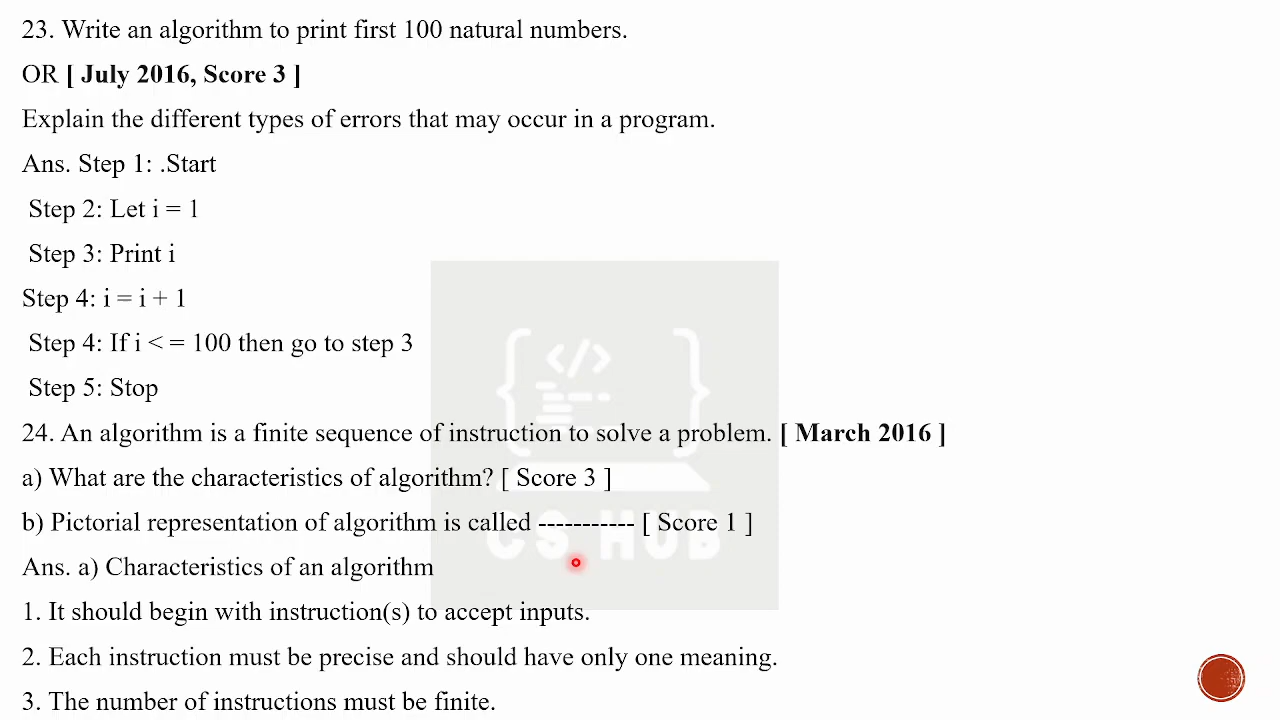 23. Write an algorithm to print first 100 natural numbers.
OR [ July 2016, Score 3 ]
Explain the different types of errors that may occur in a program.
Ans. Step 1: .Start
Step 2: Let i = 1
Step 3: Print i
Step 4: i = i + 1
Step 4: If i < = 100 then go to step 3
Step 5: Stop
24. An algorithm is a finite sequence of instruction to solve a problem. [ March 2016 ]
a) What are the characteristics of algorithm? [ Score 3 ]
b) Pictorial representation of algorithm is called ----------- [ Score 1 ]
CS HUB
Ans. a) Characteristics of an algorithm
1. It should begin with instruction(s) to accept inputs.
2. Each instruction must be precise and should have only one meaning.
3. The number of instructions must be finite.